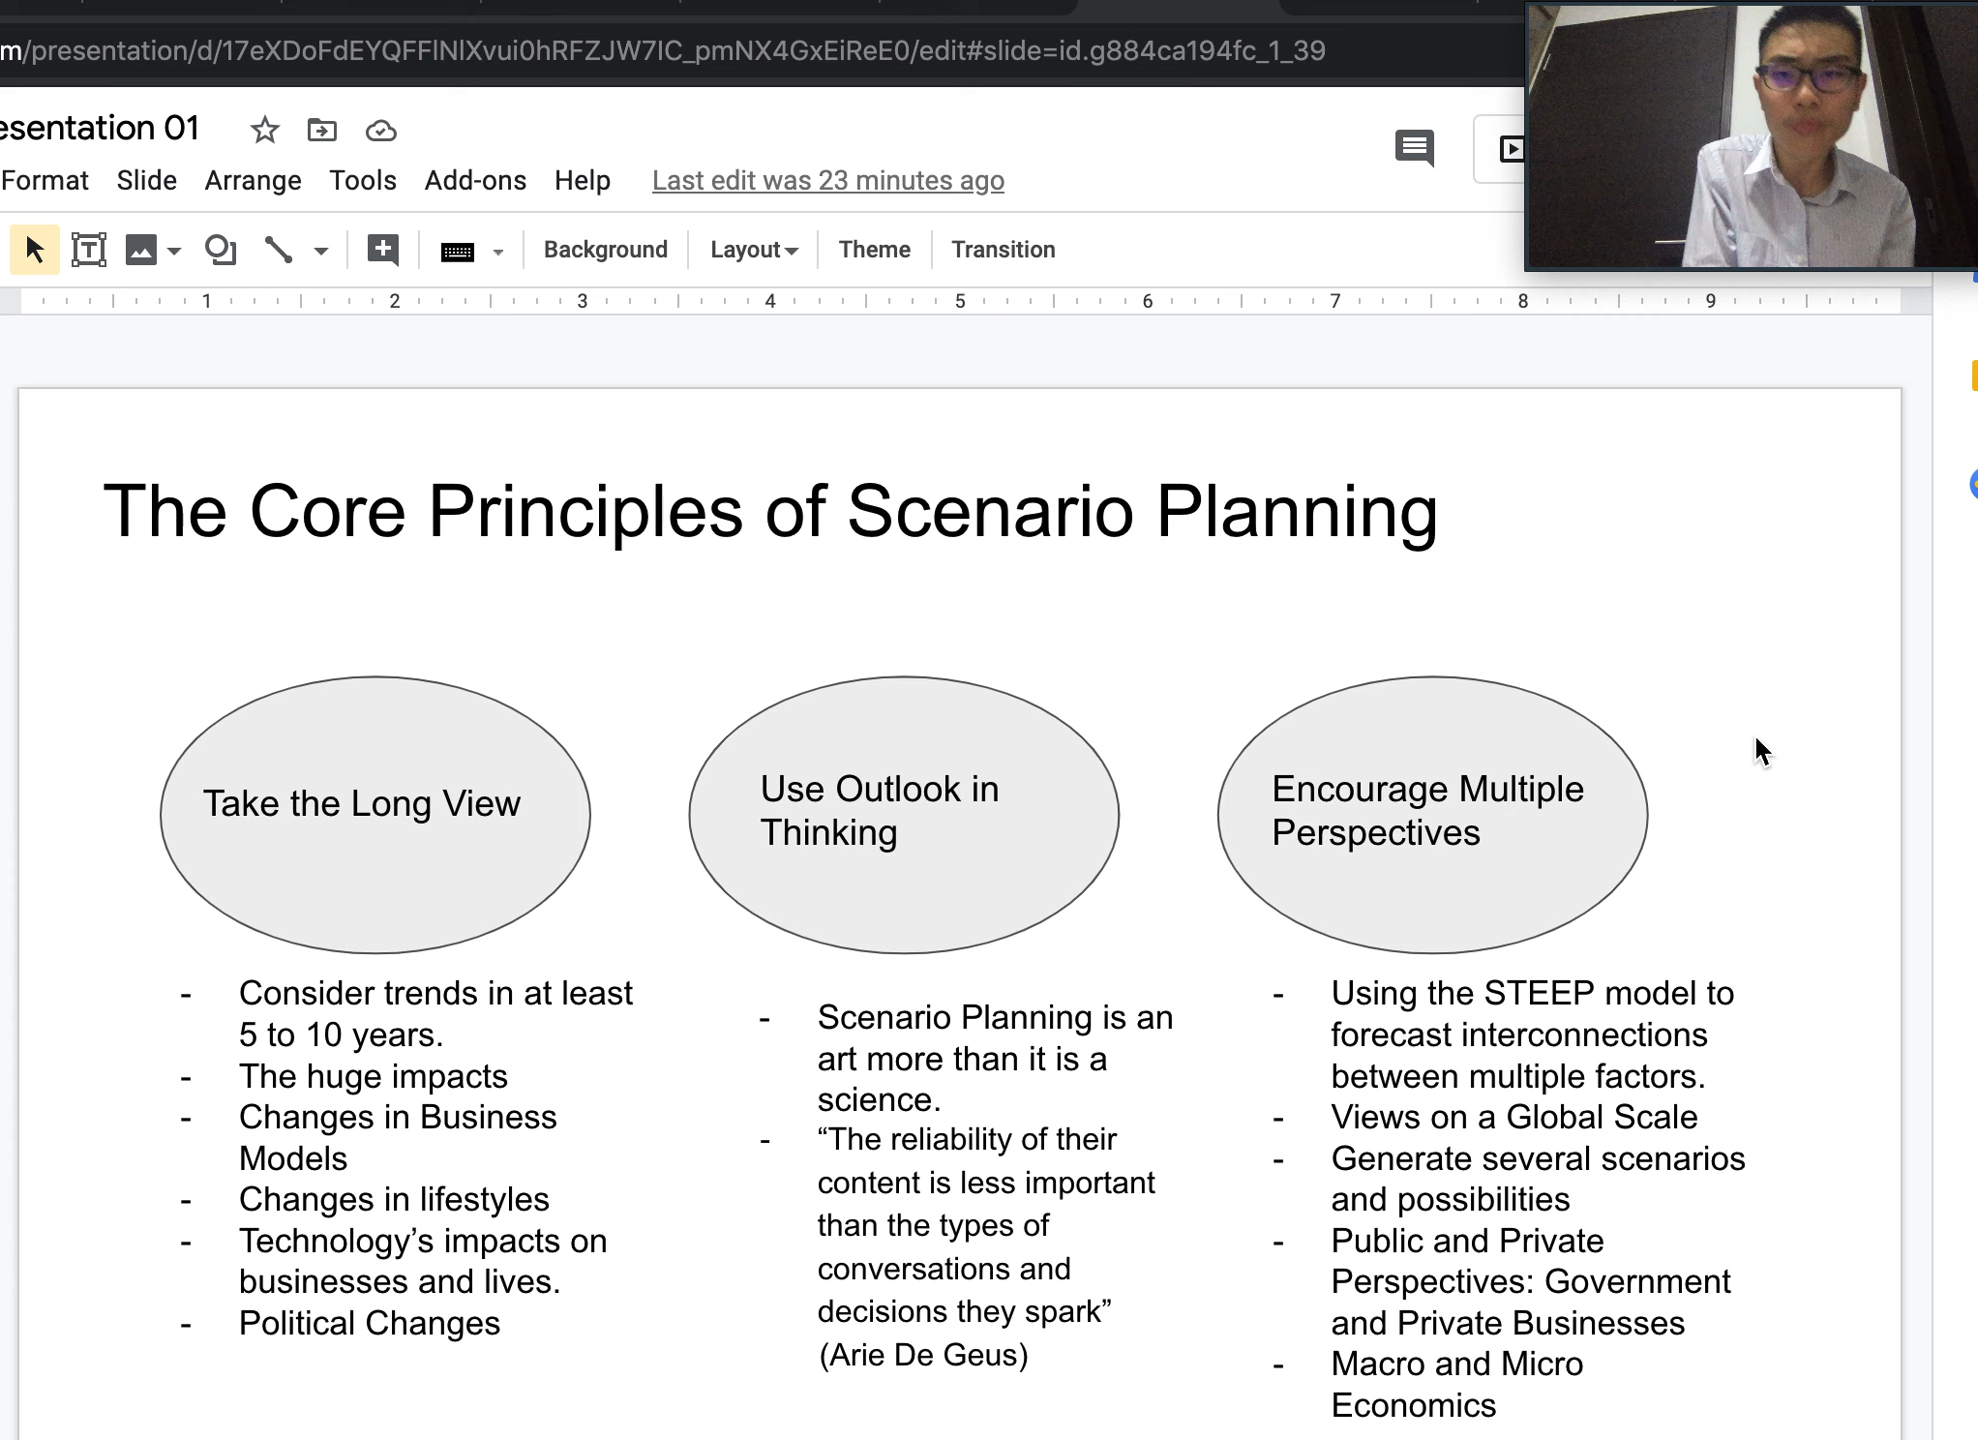 m/presentation/d/17eXDoFdEYQFFlNlXvui0hRFZJW7IC_pmNX4GxEiReE0/edit#slide=id.g884ca194fc_1_39
esentation 01
Format Slide Arrange Tools Add-ons Help Last edit was 23 minutes ago
Background Layout Theme Transition
1 2 3 4 5 6 7 8 9
The Core Principles of Scenario Planning
Take the Long View
- Consider trends in at least
5 to 10 years.
- The huge impacts
- Changes in Business
Models
- Changes in lifestyles
- Technology’s impacts on
businesses and lives.
- Political Changes
Use Outlook in
Thinking
- Scenario Planning is an
art more than it is a
science.
- “The reliability of their
content is less important
than the types of
conversations and
decisions they spark”
(Arie De Geus)
Encourage Multiple
Perspectives
- Using the STEEP model to
forecast interconnections
between multiple factors.
- Views on a Global Scale
- Generate several scenarios
and possibilities
- Public and Private
Perspectives: Government
and Private Businesses
- Macro and Micro
Economics